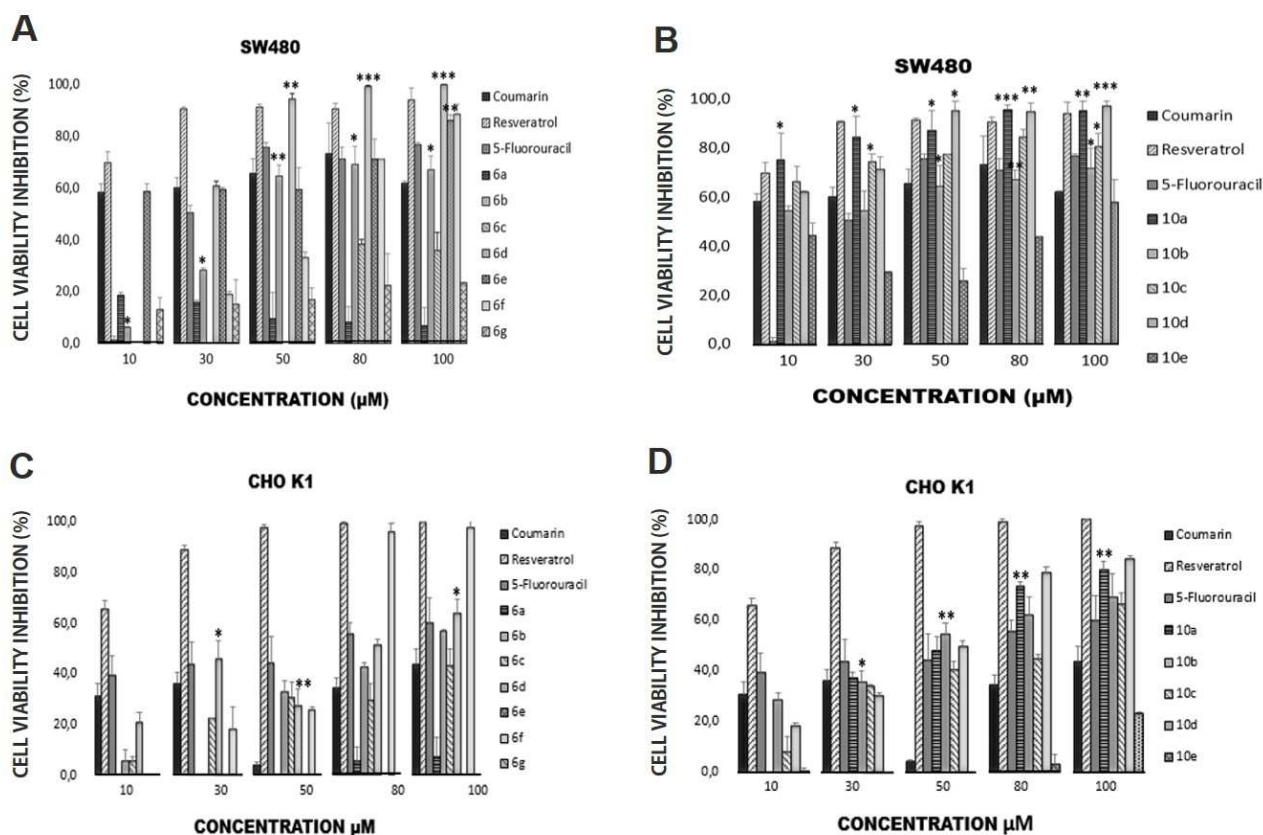 A
SW480
CELL VIABILITY INHIBITION (%)
100,0
80,0
60,0
40,0
20,0
0,0
*
*
**
**
*
***
*
***
**
10
30
50
80
100
CONCENTRATION (µM)
Coumarin
Resveratrol
5-Fluorouracil
6a
6b
6c
6d
6e
6f
6g
B
SW480
CELL VIABILITY INHIBITION (%)
100,0
80,0
60,0
40,0
20,0
0,0
*
*
*
*
*
*
***
**
**
**
*
*
***
10
30
50
80
100
CONCENTRATION (µM)
Coumarin
Resveratrol
5-Fluorouracil
10a
10b
10c
10d
10e
C
CHO K1
CELL VIABILITY INHIBITION (%)
100,0
80,0
60,0
40,0
20,0
0,0
*
**
*
10
30
50
80
100
CONCENTRATION µM
Coumarin
Resveratrol
5-Fluorouracil
6a
6b
6c
6d
6e
6f
6g
D
CHO K1
CELL VIABILITY INHIBITION (%)
100,0
80,0
60,0
40,0
20,0
0,0
*
**
**
**
10
30
50
80
100
CONCENTRATION µM
Coumarin
Resveratrol
5-Fluorouracil
10a
10b
10c
10d
10e